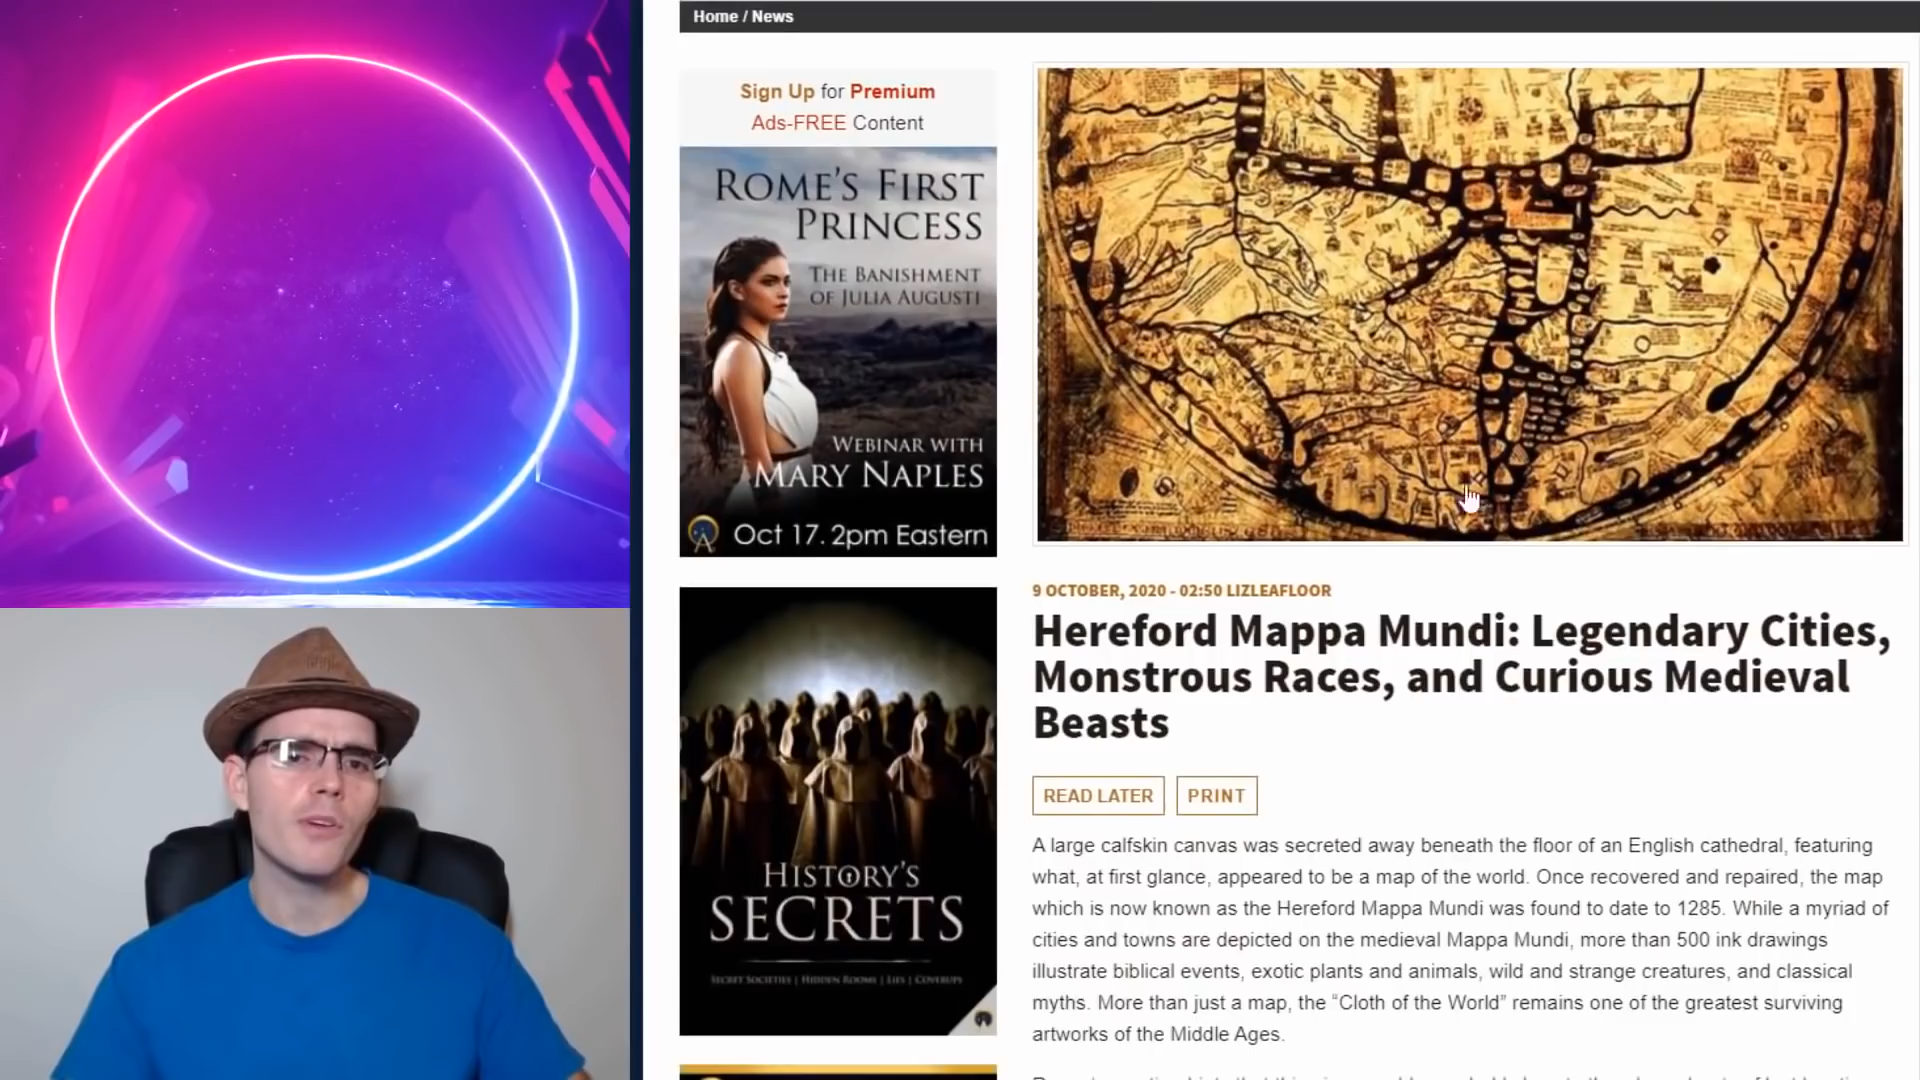 Home / News
Sign Up for Premium
Ads-FREE Content
ROME'S FIRST
PRINCESS
THE BANISHMENT
OF JULIA AUGUSTI
WEBINAR WITH
MARY NAPLES
Oct 17. 2pm Eastern
HISTORY'S
SECRETS
SECRET SOCIETIES | HIDDEN ROOMS | LIES | COVERUPS
9 OCTOBER, 2020 - 02:50 LIZLEAFLOOR
Hereford Mappa Mundi: Legendary Cities,
Monstrous Races, and Curious Medieval
Beasts
READ LATER PRINT
A large calfskin canvas was secreted away beneath the floor of an English cathedral, featuring
what, at first glance, appeared to be a map of the world. Once recovered and repaired, the map
which is now known as the Hereford Mappa Mundi was found to date to 1285. While a myriad of
cities and towns are depicted on the medieval Mappa Mundi, more than 500 ink drawings
illustrate biblical events, exotic plants and animals, wild and strange creatures, and classical
myths. More than just a map, the “Cloth of the World” remains one of the greatest surviving
artworks of the Middle Ages.